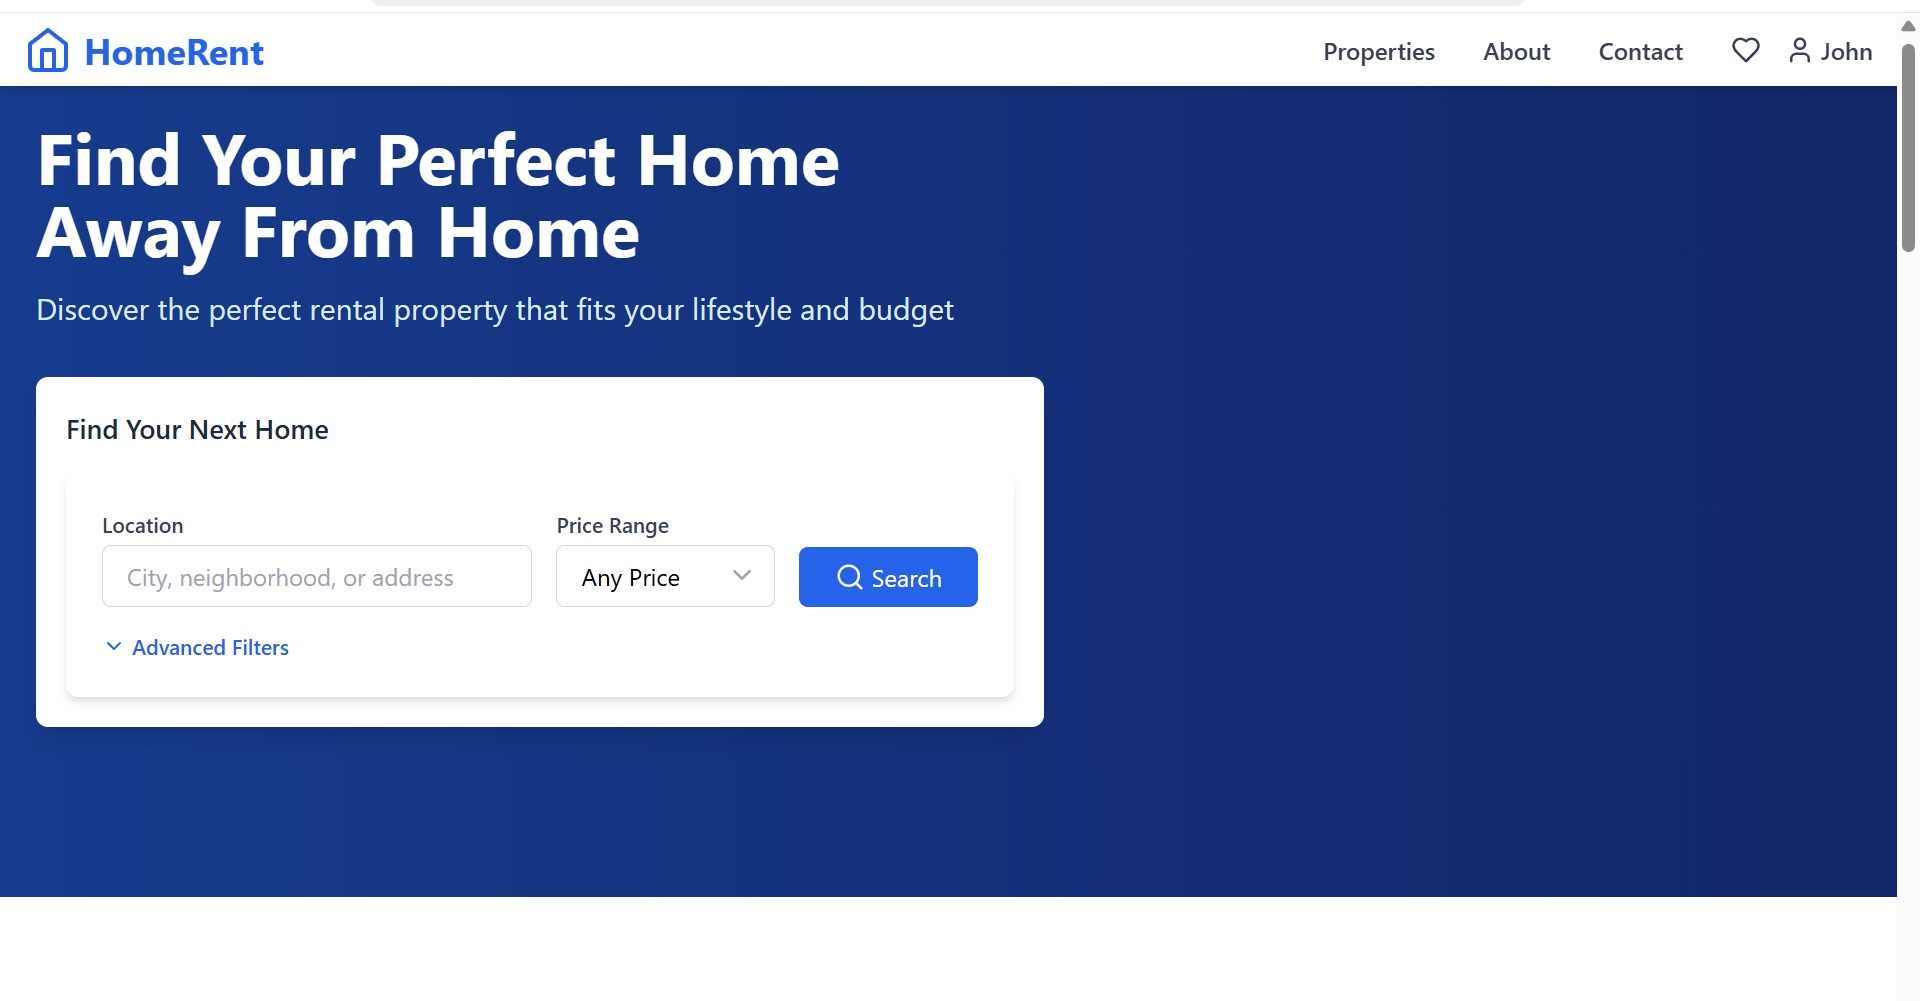 HomeRent
Properties About Contact John
Find Your Perfect Home
Away From Home
Discover the perfect rental property that fits your lifestyle and budget
Find Your Next Home
Location Price Range
City, neighborhood, or address Any Price Search
Advanced Filters